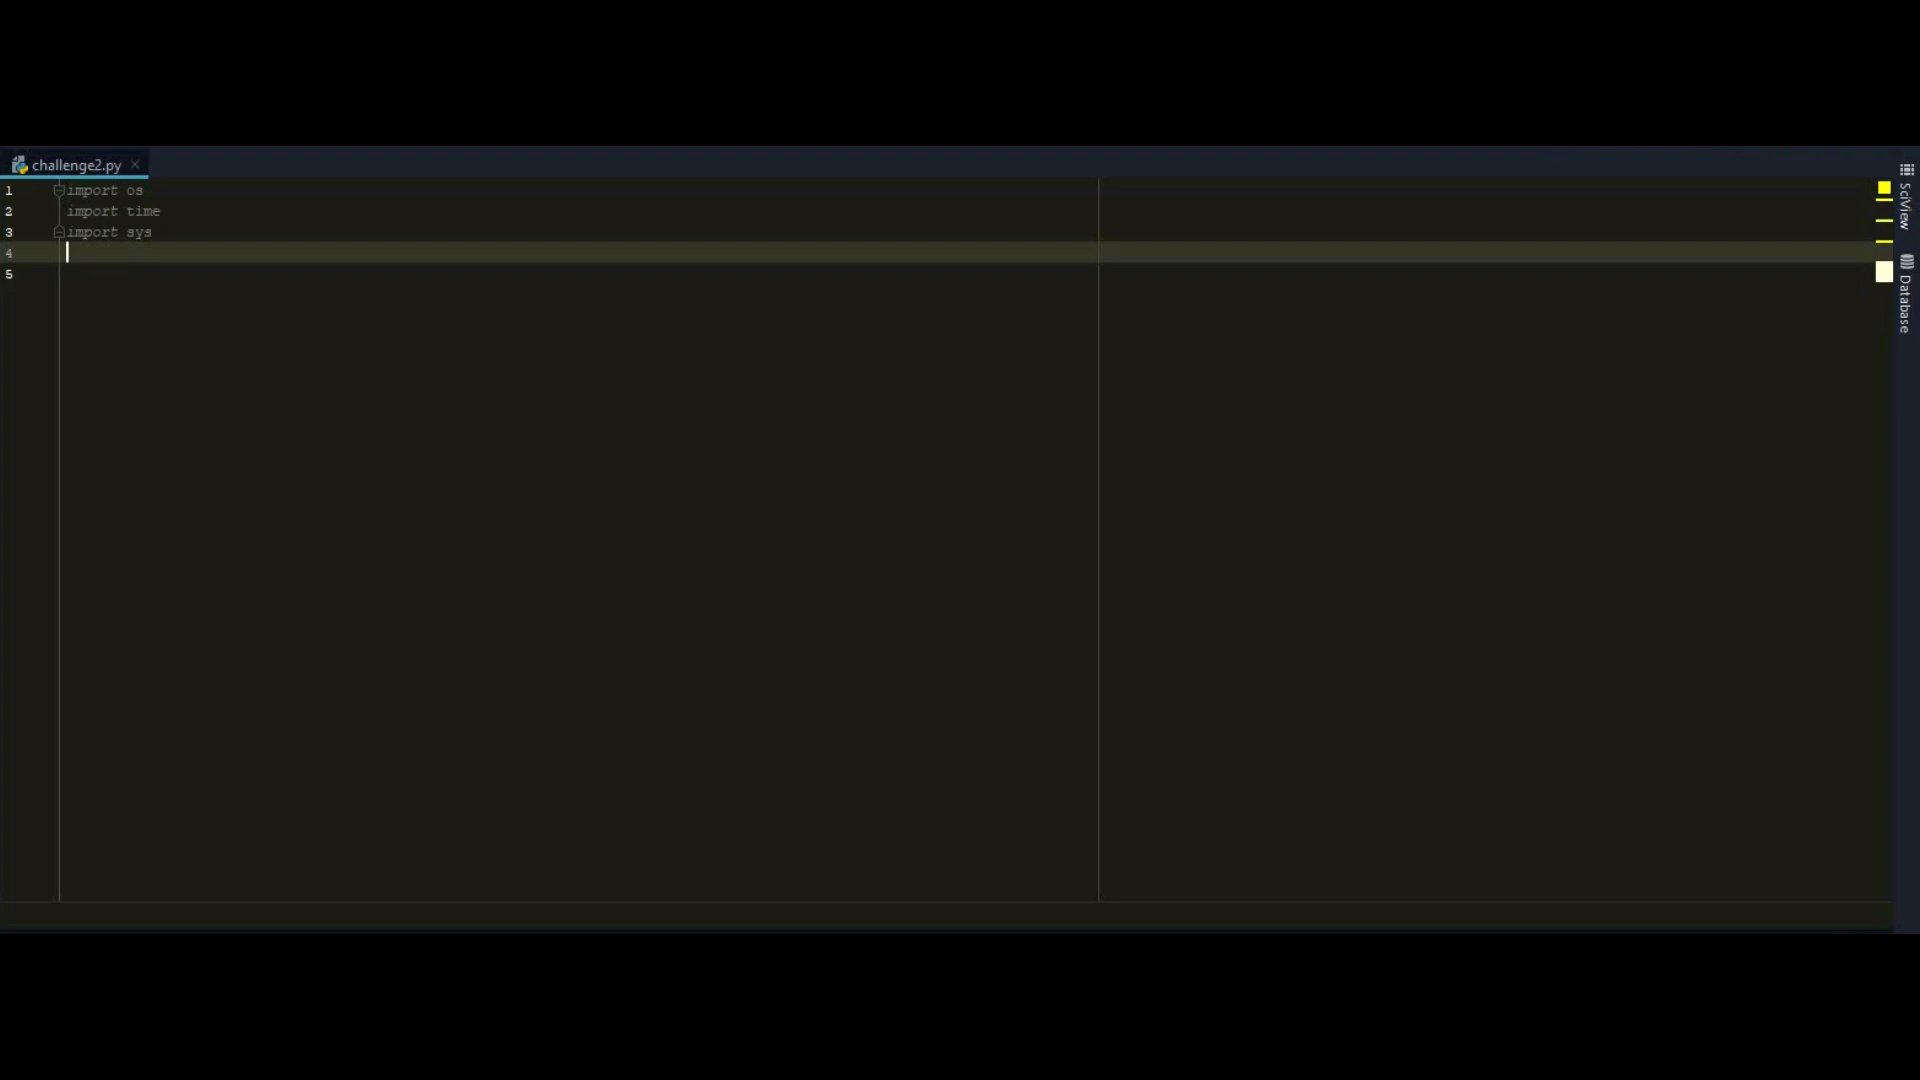 challenge2.py
1 import os
2 import time
3 import sys
4
5
SciView
Database